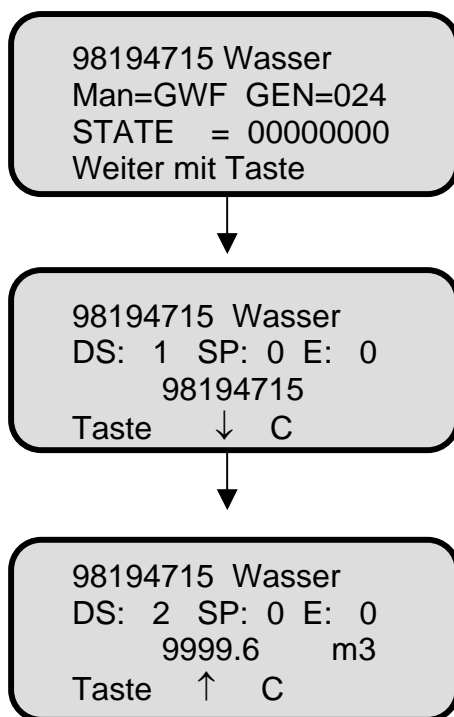 98194715 Wasser
Man=GWF GEN=024
STATE = 00000000
Weiter mit Taste
98194715 Wasser
DS: 1 SP: 0 E: 0
98194715
Taste ↓ C
98194715 Wasser
DS: 2 SP: 0 E: 0
9999.6 m3
Taste ↑ C